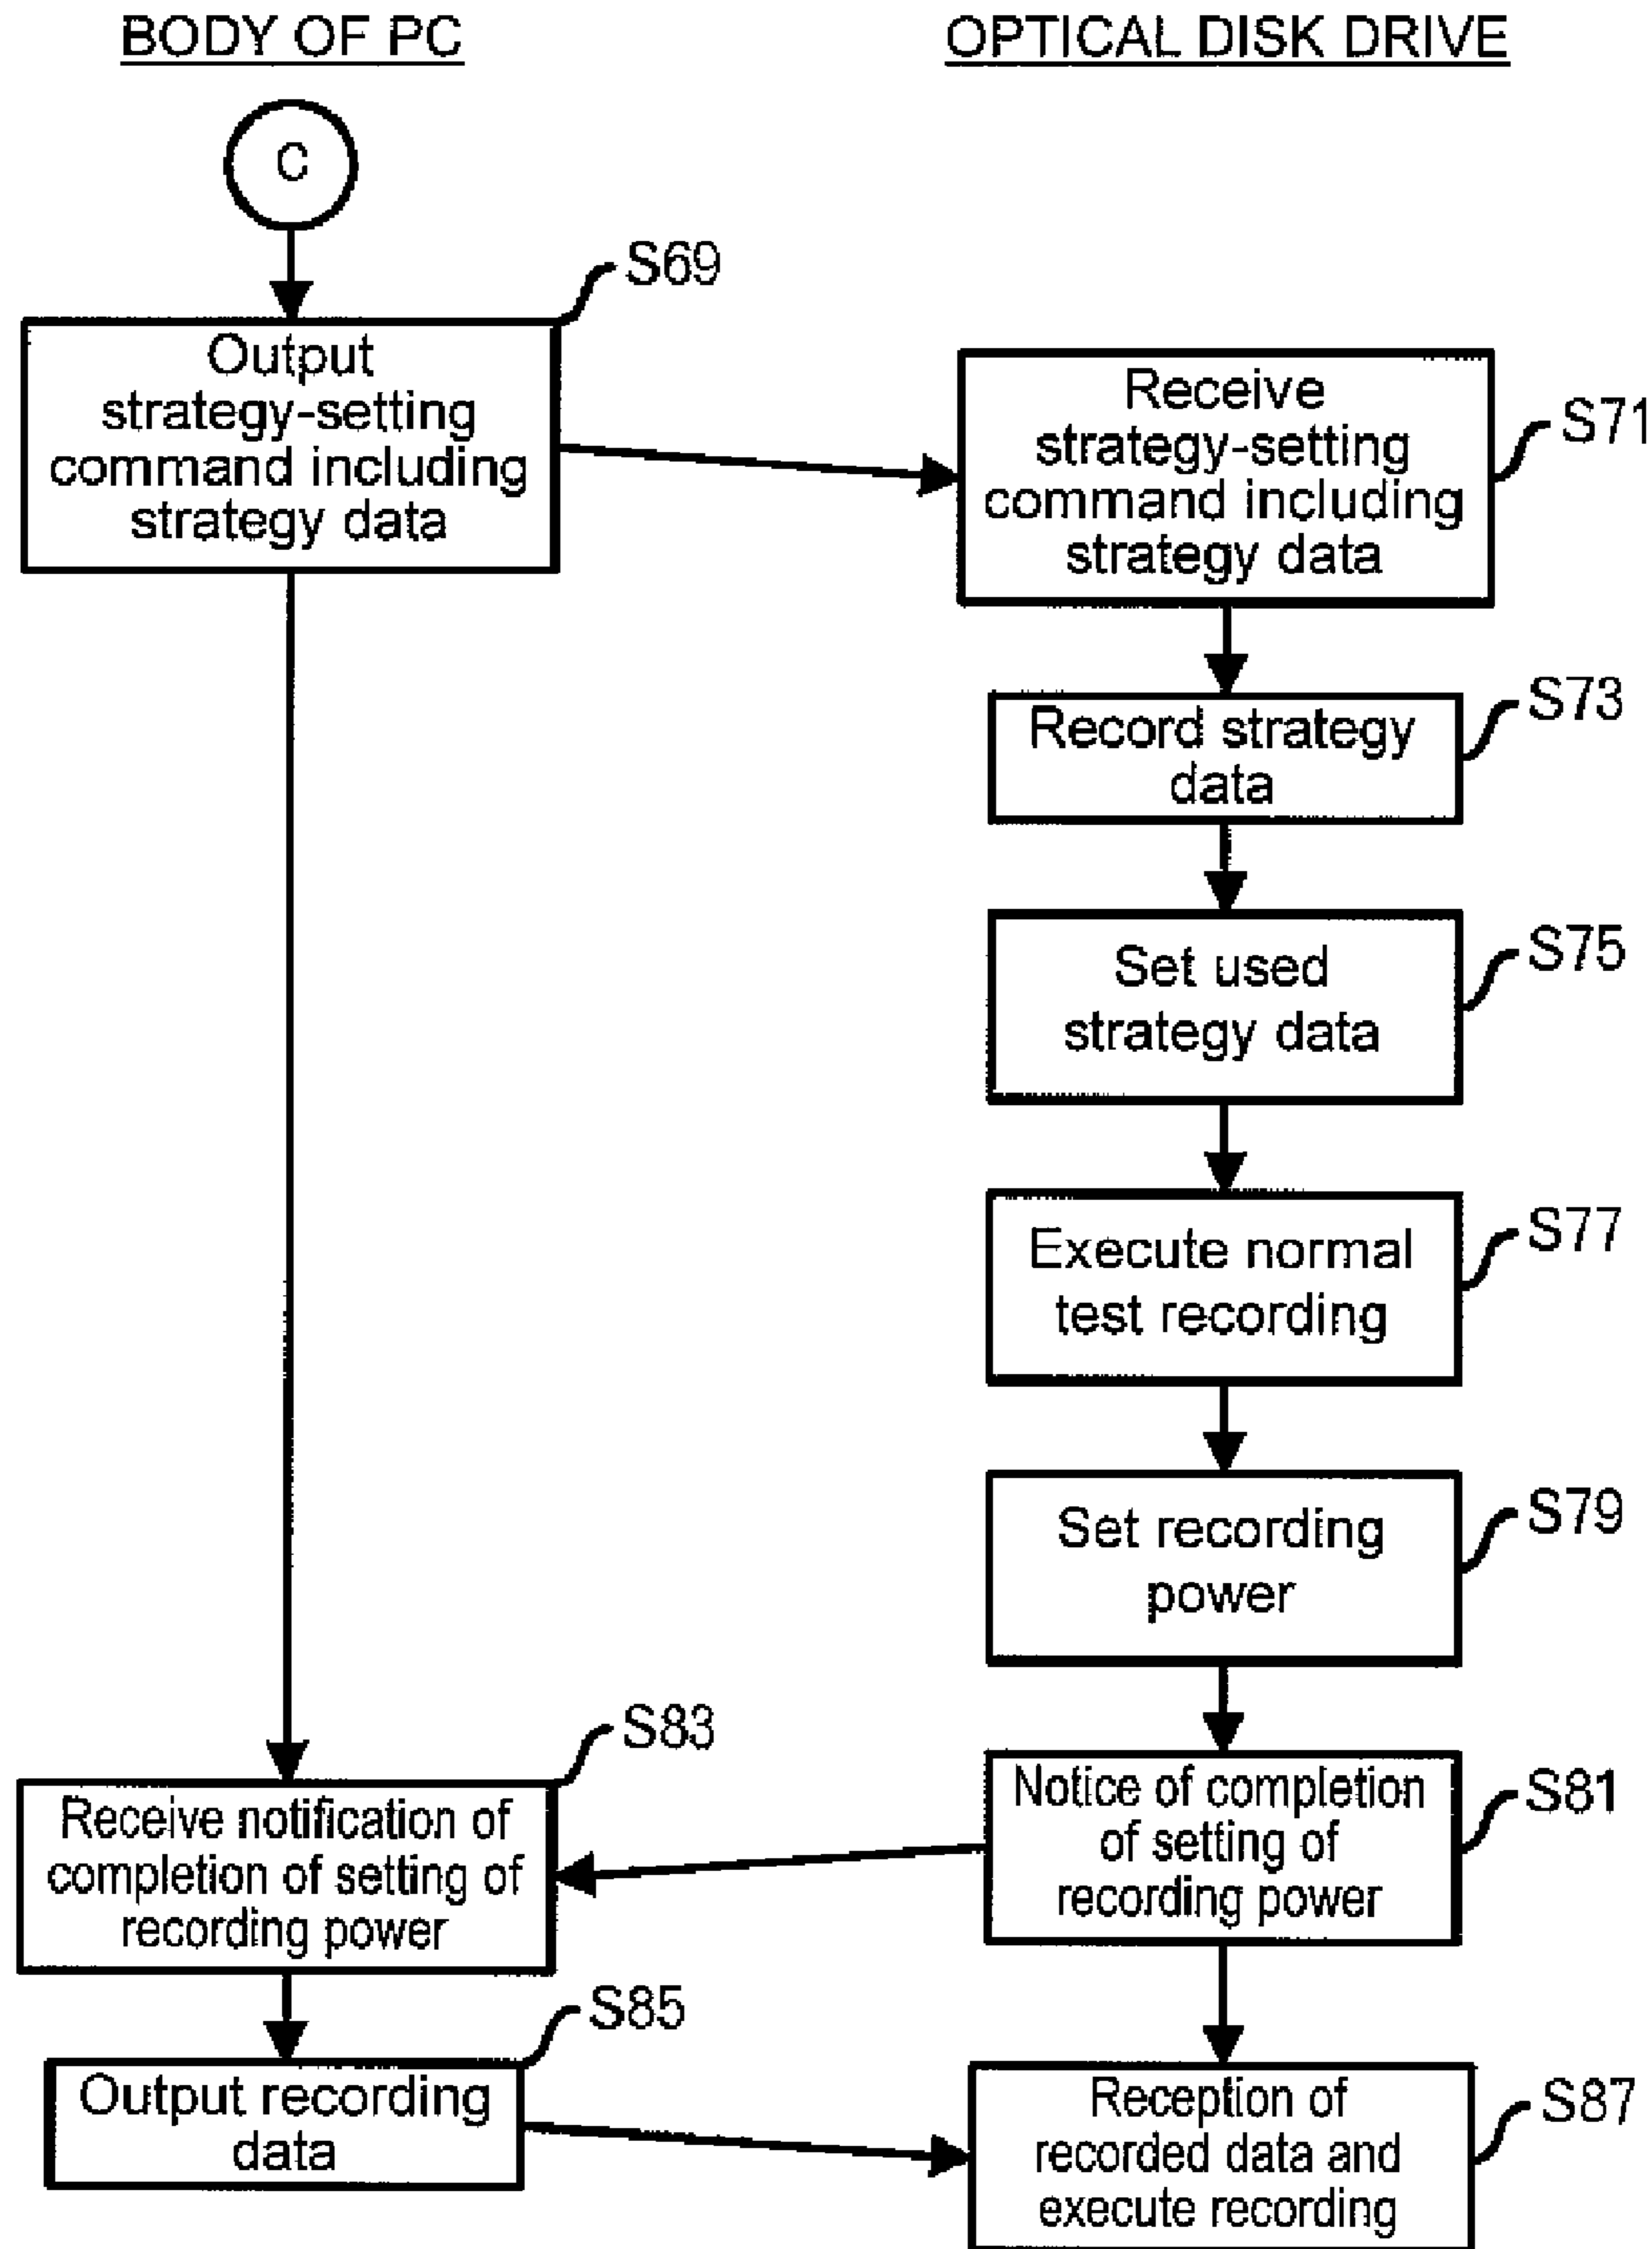 BODY OF PC
OPTICAL DISK DRIVE
C
S69
Output
strategy-setting
command including
strategy data
S71
Receive
strategy-setting
command including
strategy data
S73
Record strategy
data
S75
Set used
strategy data
S77
Execute normal
test recording
S79
Set recording
power
S81
Notice of completion
of setting of
recording power
S83
Receive notification of
completion of setting of
recording power
S85
Output recording
data
S87
Reception of
recorded data and
execute recording